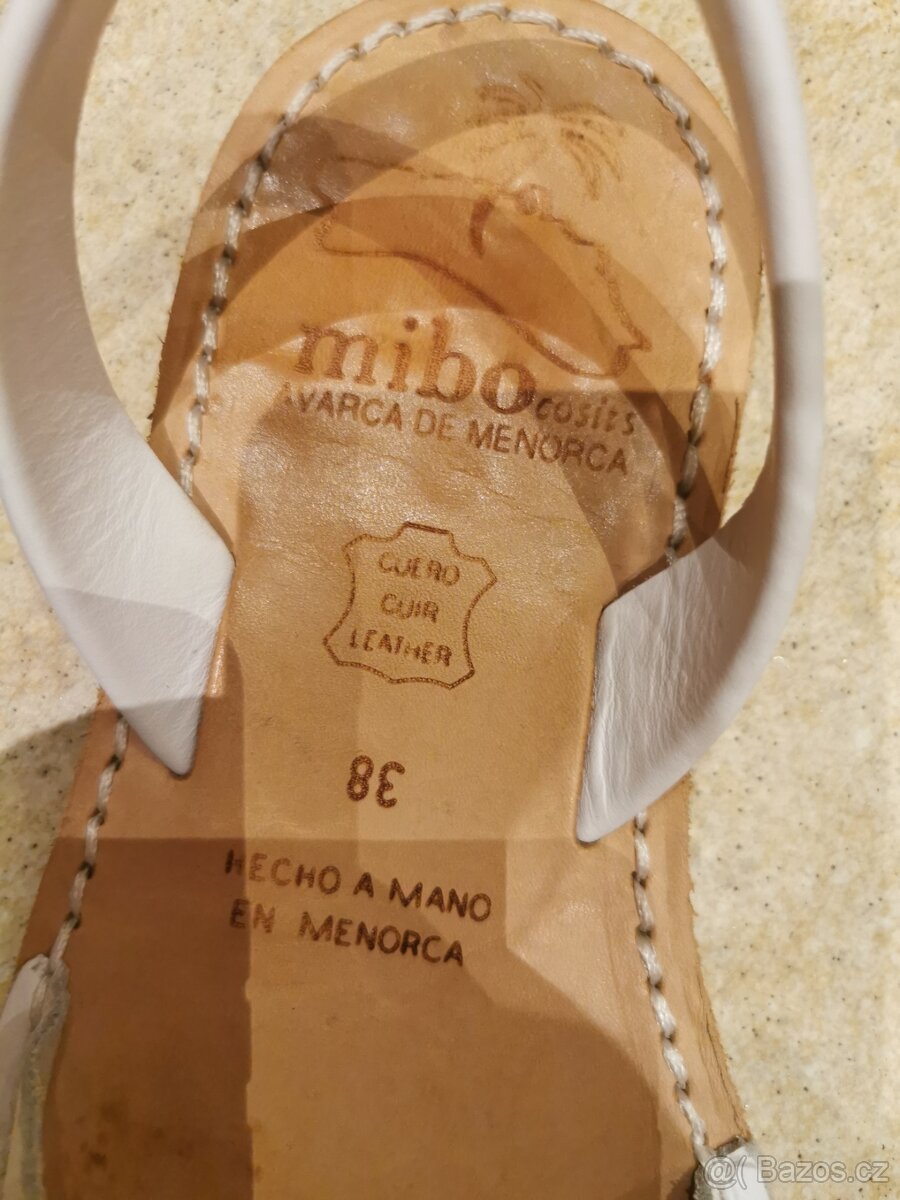 mibo cosits
AVARCA DE MENORCA
CUERO
CUIR
LEATHER
38
HECHO A MANO
EN MENORCA
@( Bazos.cz